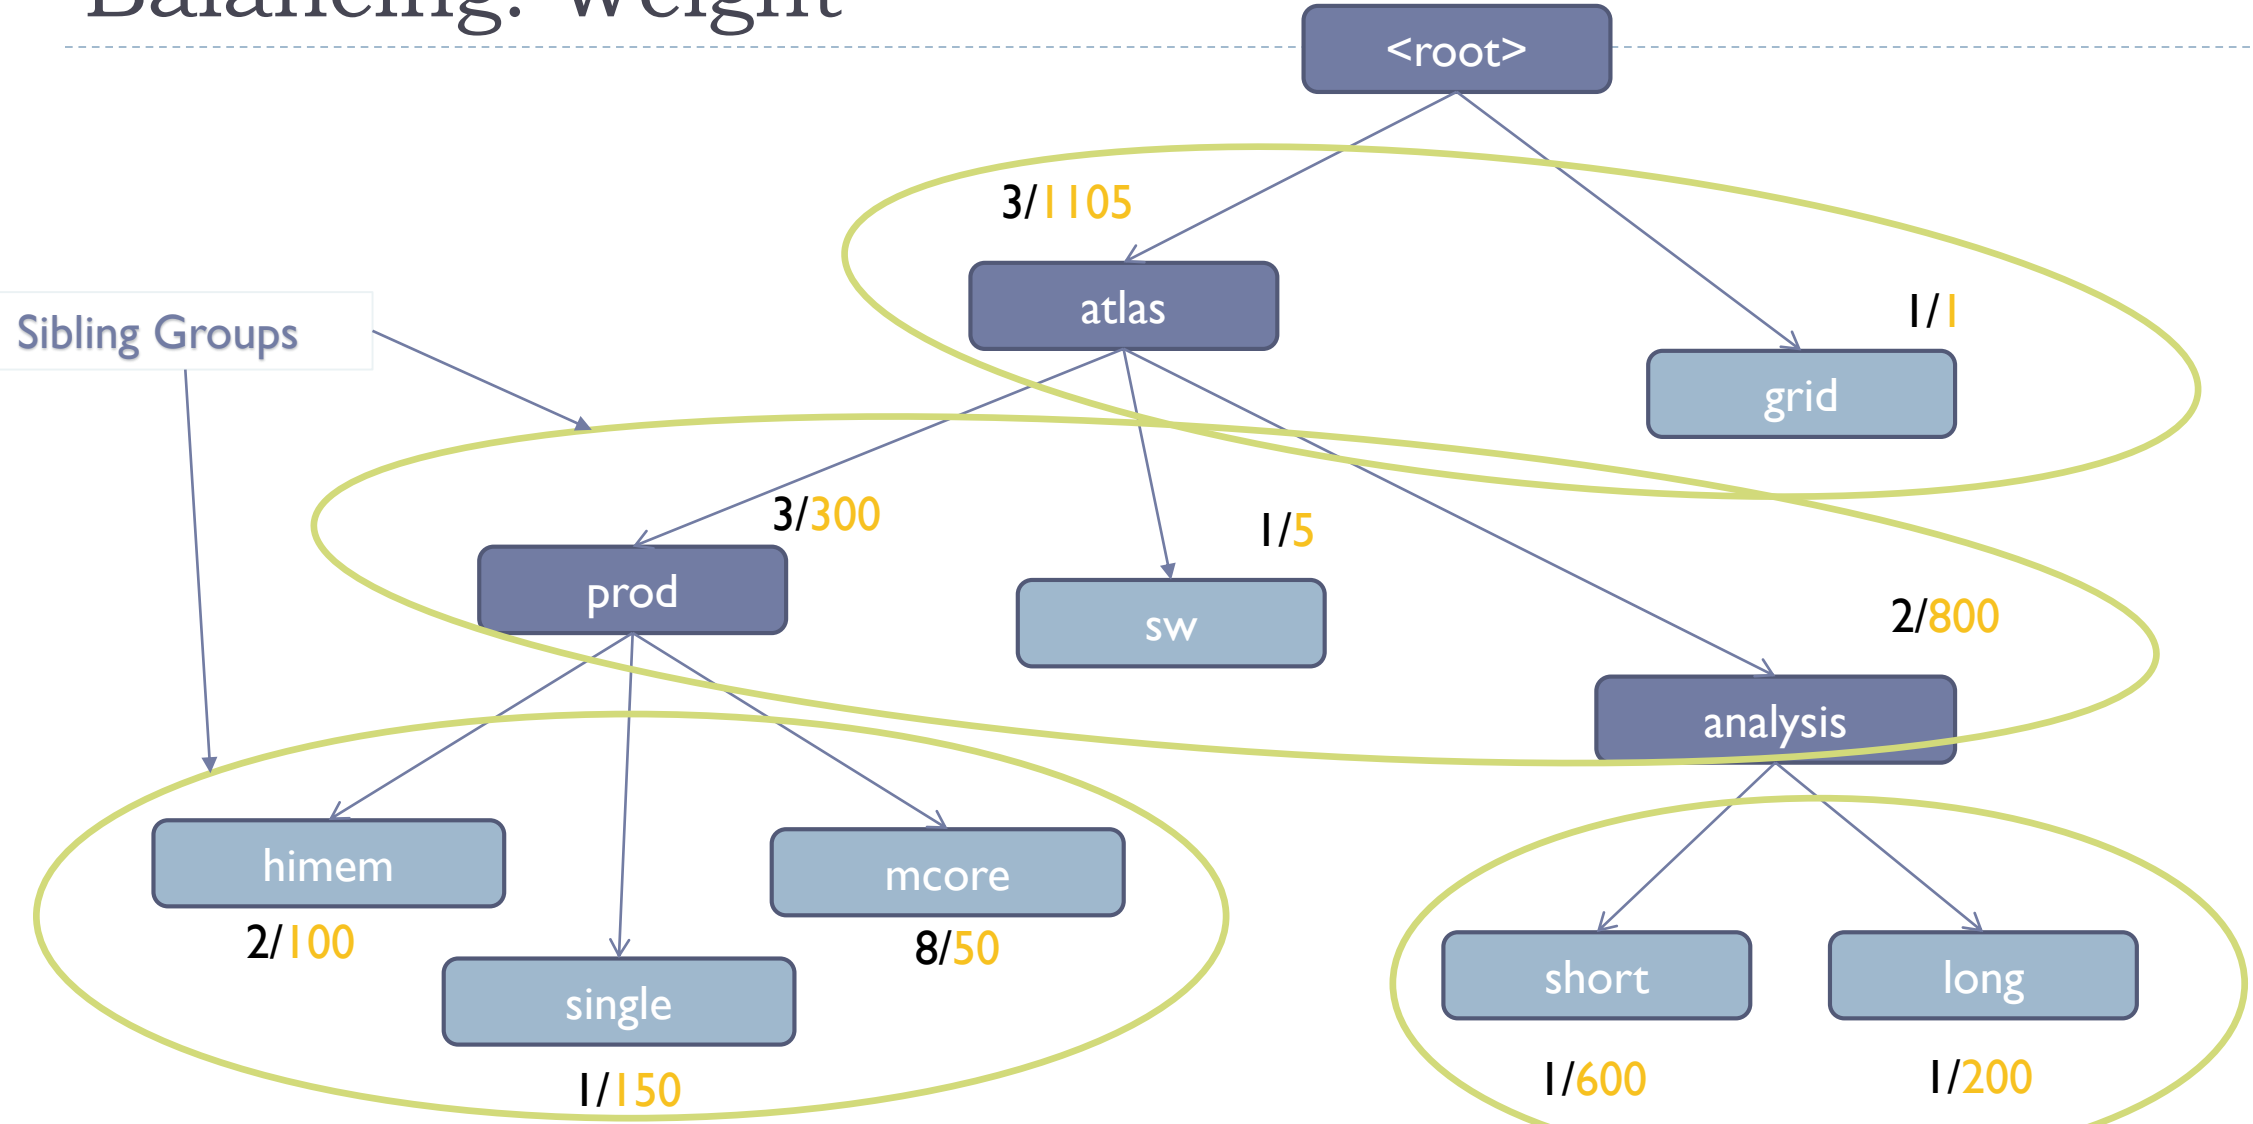 Balancing: Weight
<root>
3/1105
atlas
1/1
Sibling Groups
grid
3/300
1/5
prod
sw
2/800
analysis
himem
mcore
2/100
8/50
short
long
single
1/150
1/600
1/200